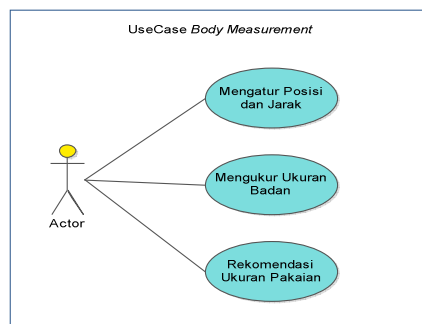 UseCase Body Measurement
Mengatur Posisi
dan Jarak
Mengukur Ukuran
Badan
Actor
Rekomendasi
Ukuran Pakaian